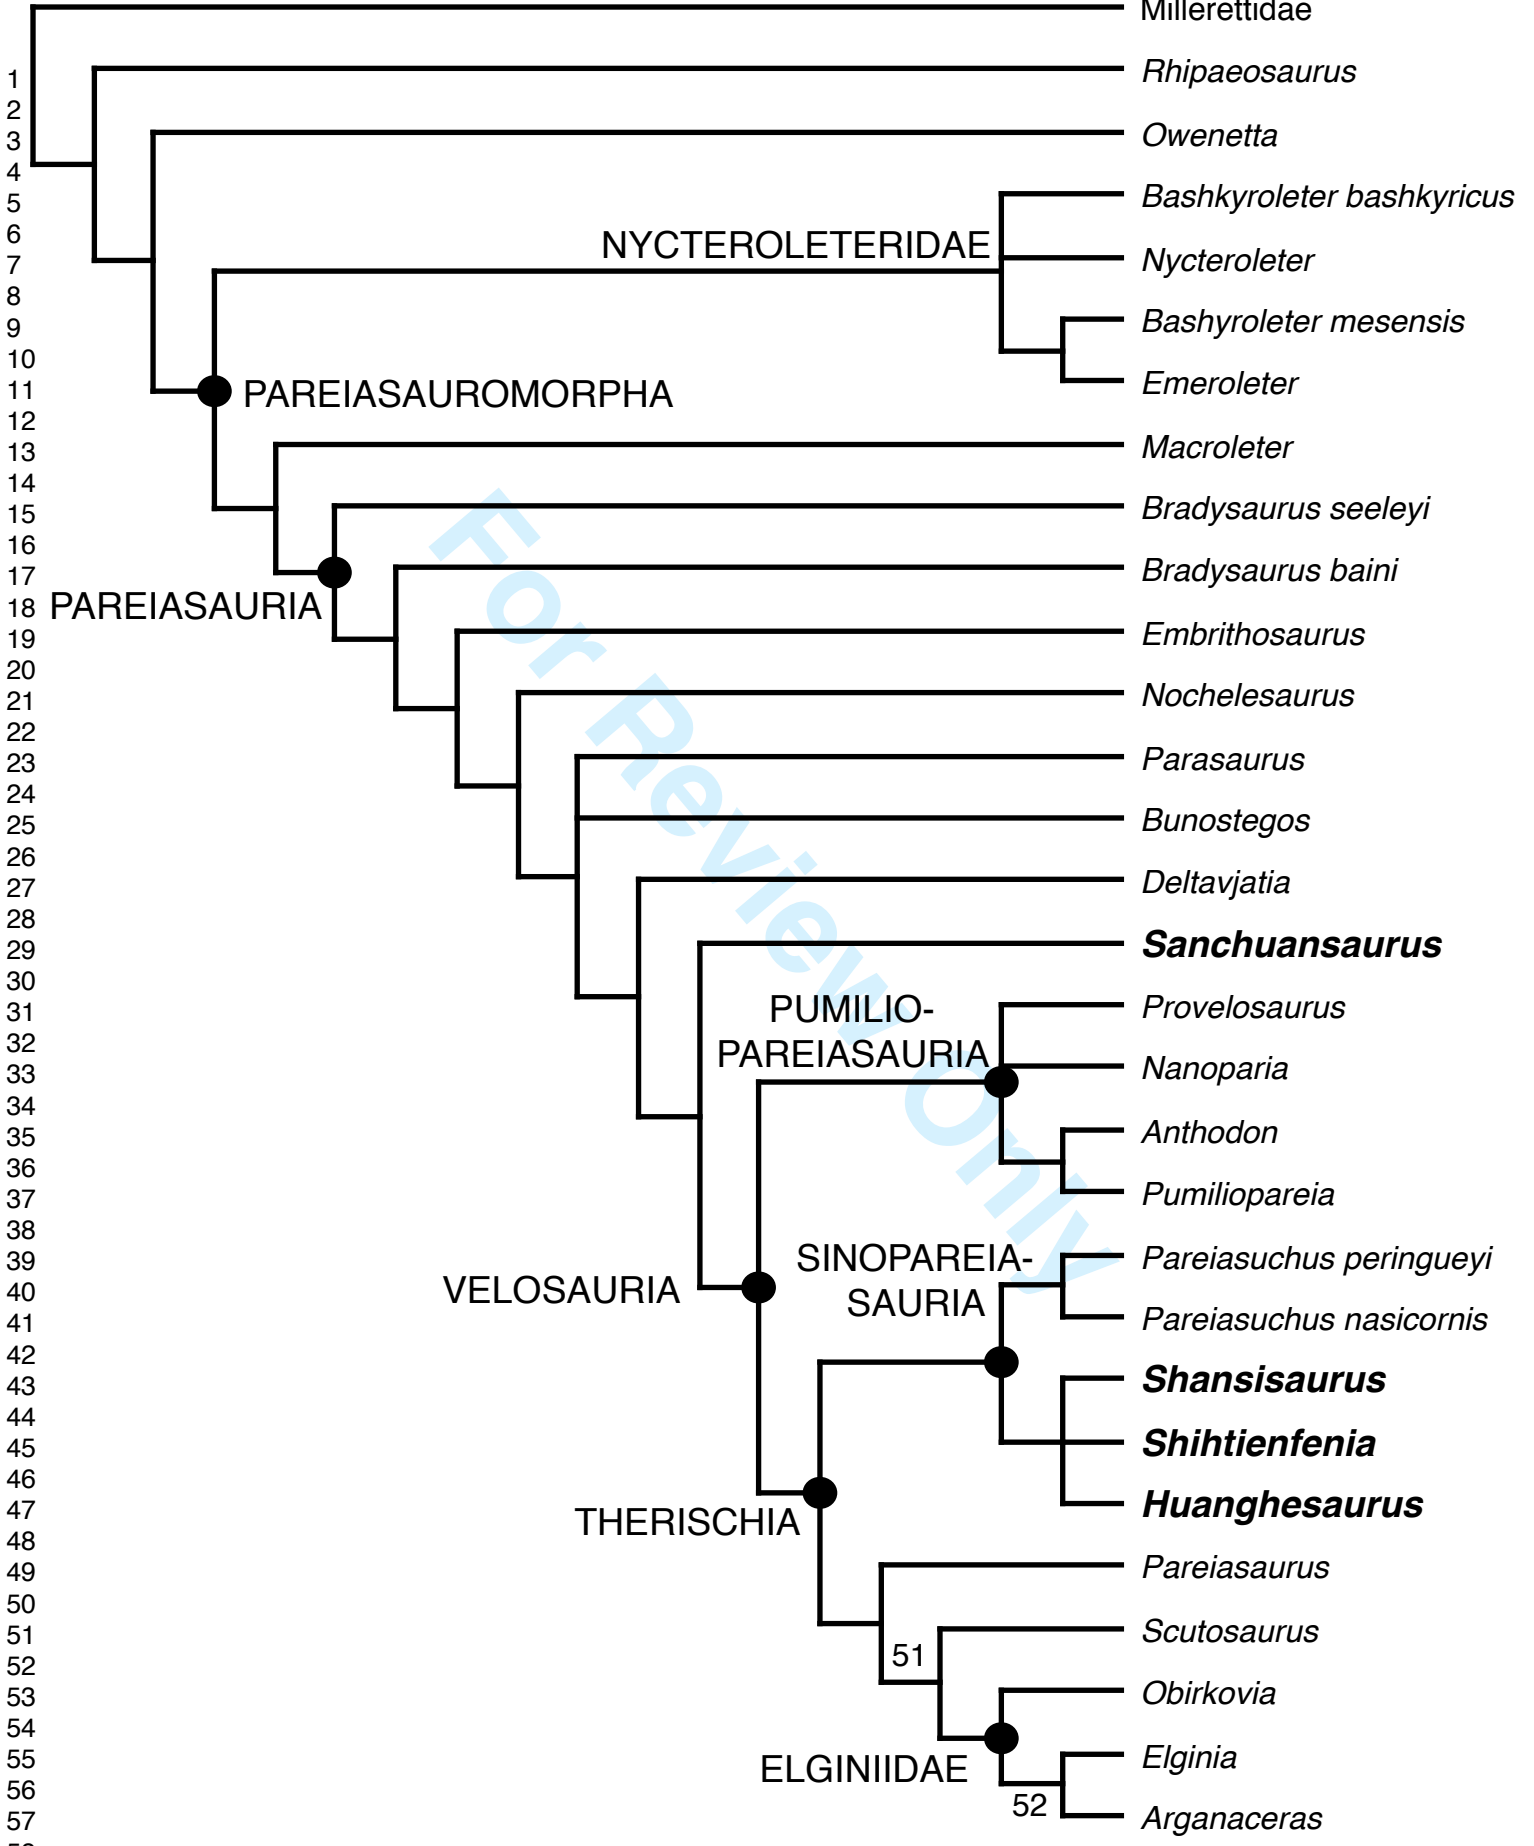 Millerettidae
Rhipaeosaurus
Owenetta
Bashkyroleter bashkyricus
NYCTEROLETERIDAE
Nycteroleter
Bashyroleter mesensis
Emeroleter
PAREIASAUROMORPHA
Macroleter
Bradysaurus seeleyi
Bradysaurus baini
PAREIASAURIA
Embrithosaurus
Nochelesaurus
Parasaurus
Bunostegos
Deltavjatia
Sanchuansaurus
PUMILIO-
PAREIASAURIA
Provelosaurus
Nanoparia
Anthodon
Pumiliopareia
SINOPAREIA-
SAURIA
Pareiasuchus peringueyi
VELOSAURIA
Pareiasuchus nasicornis
Shansisaurus
Shihtienfenia
Huanghesaurus
THERISCHIA
Pareiasaurus
51
Scutosaurus
Obirkovia
ELGINIIDAE
Elginia
52
Arganaceras
For Review Only
1
2
3
4
5
6
7
8
9
10
11
12
13
14
15
16
17
18
19
20
21
22
23
24
25
26
27
28
29
30
31
32
33
34
35
36
37
38
39
40
41
42
43
44
45
46
47
48
49
50
51
52
53
54
55
56
57